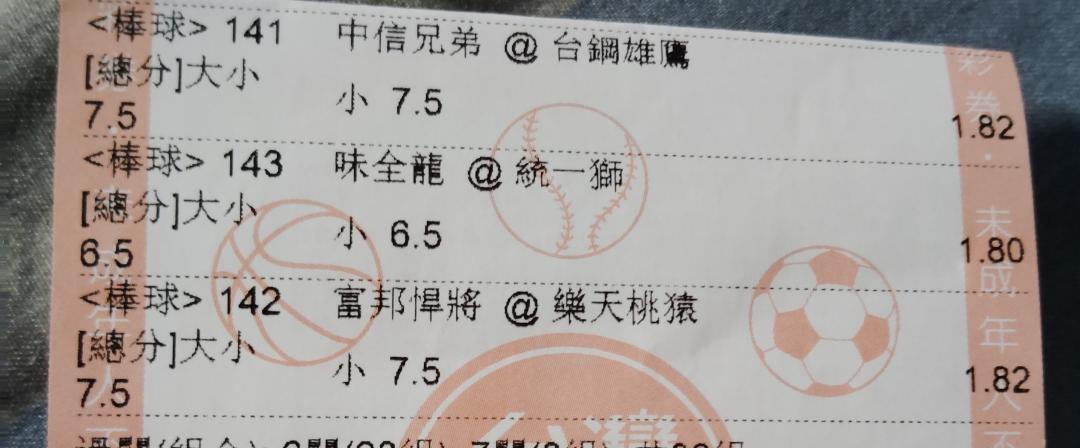 <棒球> 141 中信兄弟 @ 台鋼雄鷹
[總分]大小
7.5 小 7.5 1.82
<棒球> 143 味全龍 @ 統一獅
[總分]大小
6.5 小 6.5 1.80
<棒球> 142 富邦悍將 @ 樂天桃猿
[總分]大小
7.5 小 7.5 1.82
彩券．未成年人